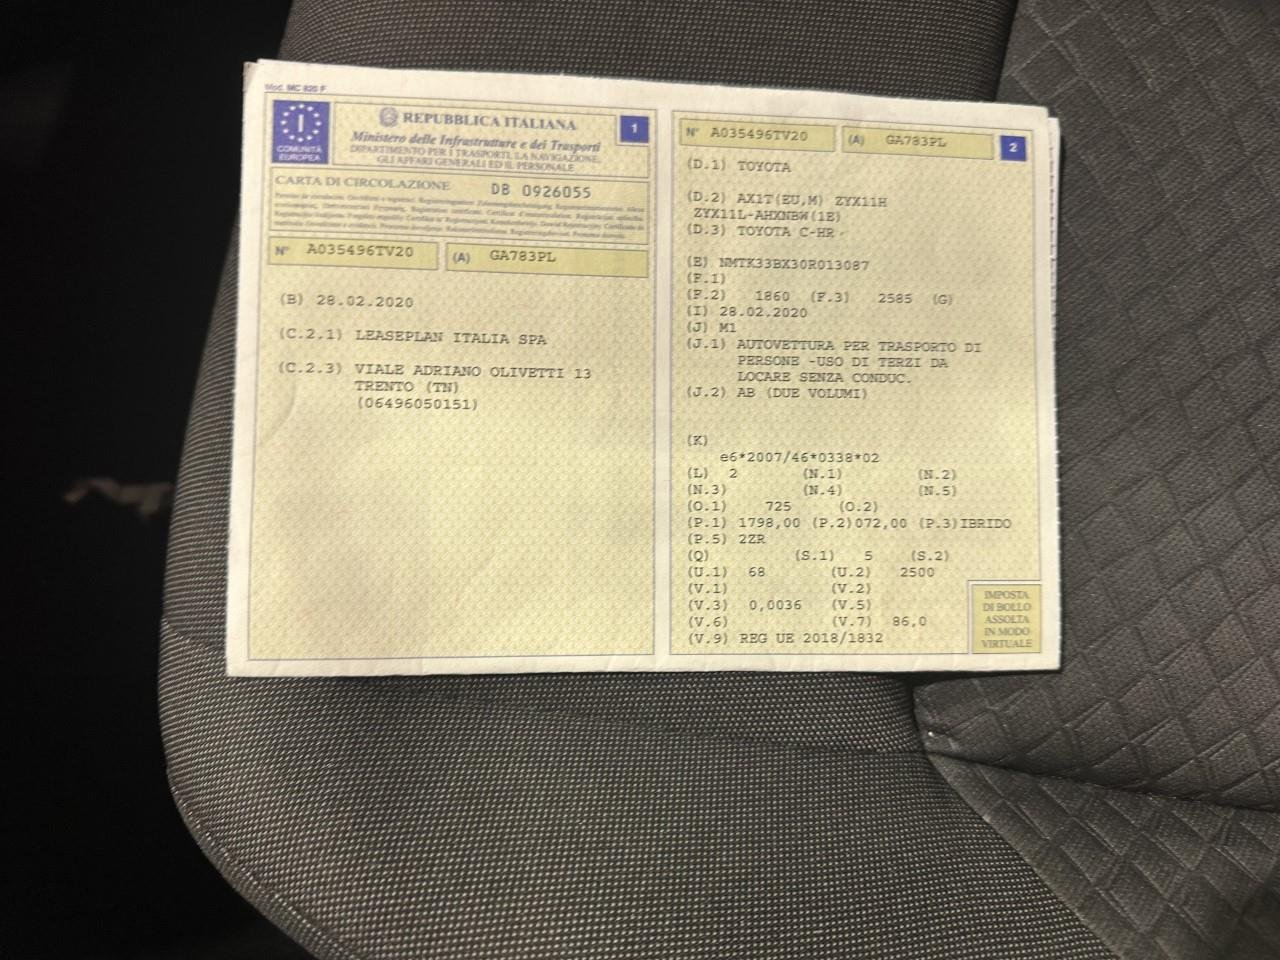 Mod. MC 820 F
I
COMUNITÀ
EUROPEA
REPUBBLICA ITALIANA
1
Ministero delle Infrastrutture e dei Trasporti
DIPARTIMENTO PER I TRASPORTI, LA NAVIGAZIONE,
GLI AFFARI GENERALI ED IL PERSONALE
CARTA DI CIRCOLAZIONE DB 0926055
N° A035496TV20 (A) GA783PL
(B) 28.02.2020
(C.2.1) LEASEPLAN ITALIA SPA
(C.2.3) VIALE ADRIANO OLIVETTI 13
TRENTO (TN)
(06496050151)
N° A035496TV20 (A) GA783PL 2
(D.1) TOYOTA
(D.2) AX1T(EU,M) ZYX11H
ZYX11L-AHXNBW(1E)
(D.3) TOYOTA C-HR
(E) NMTK33BX30R013087
(F.1)
(F.2) 1860 (F.3) 2585 (G)
(I) 28.02.2020
(J) M1
(J.1) AUTOVETTURA PER TRASPORTO DI
PERSONE -USO DI TERZI DA
LOCARE SENZA CONDUC.
(J.2) AB (DUE VOLUMI)
(K)
e6*2007/46*0338*02
(L) 2 (N.1) (N.2)
(N.3) (N.4) (N.5)
(O.1) 725 (O.2)
(P.1) 1798,00 (P.2)072,00 (P.3)IBRIDO
(P.5) 2ZR
(Q) (S.1) 5 (S.2)
(U.1) 68 (U.2) 2500
(V.1) (V.2)
(V.3) 0,0036 (V.5)
(V.6) (V.7) 86,0
(V.9) REG UE 2018/1832
IMPOSTA
DI BOLLO
ASSOLTA
IN MODO
VIRTUALE